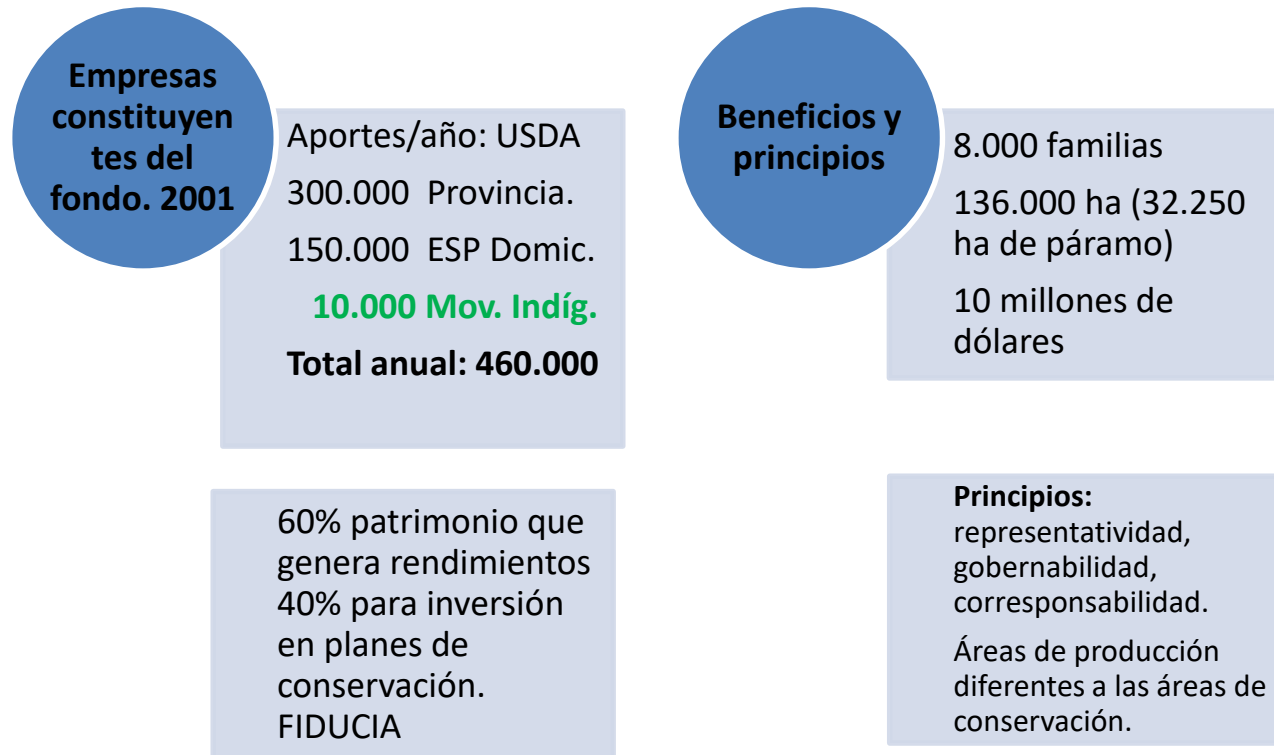 Empresas
constituyen
tes del
fondo. 2001
Aportes/año: USDA
300.000 Provincia.
150.000 ESP Domic.
10.000 Mov. Indíg.
Total anual: 460.000
60% patrimonio que
genera rendimientos
40% para inversión
en planes de
conservación.
FIDUCIA
Beneficios y
principios
8.000 familias
136.000 ha (32.250
ha de páramo)
10 millones de
dólares
Principios:
representatividad,
gobernabilidad,
corresponsabilidad.
Áreas de producción
diferentes a las áreas de
conservación.